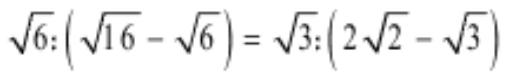 √6:(√16 − √6) = √3:(2√2 − √3)